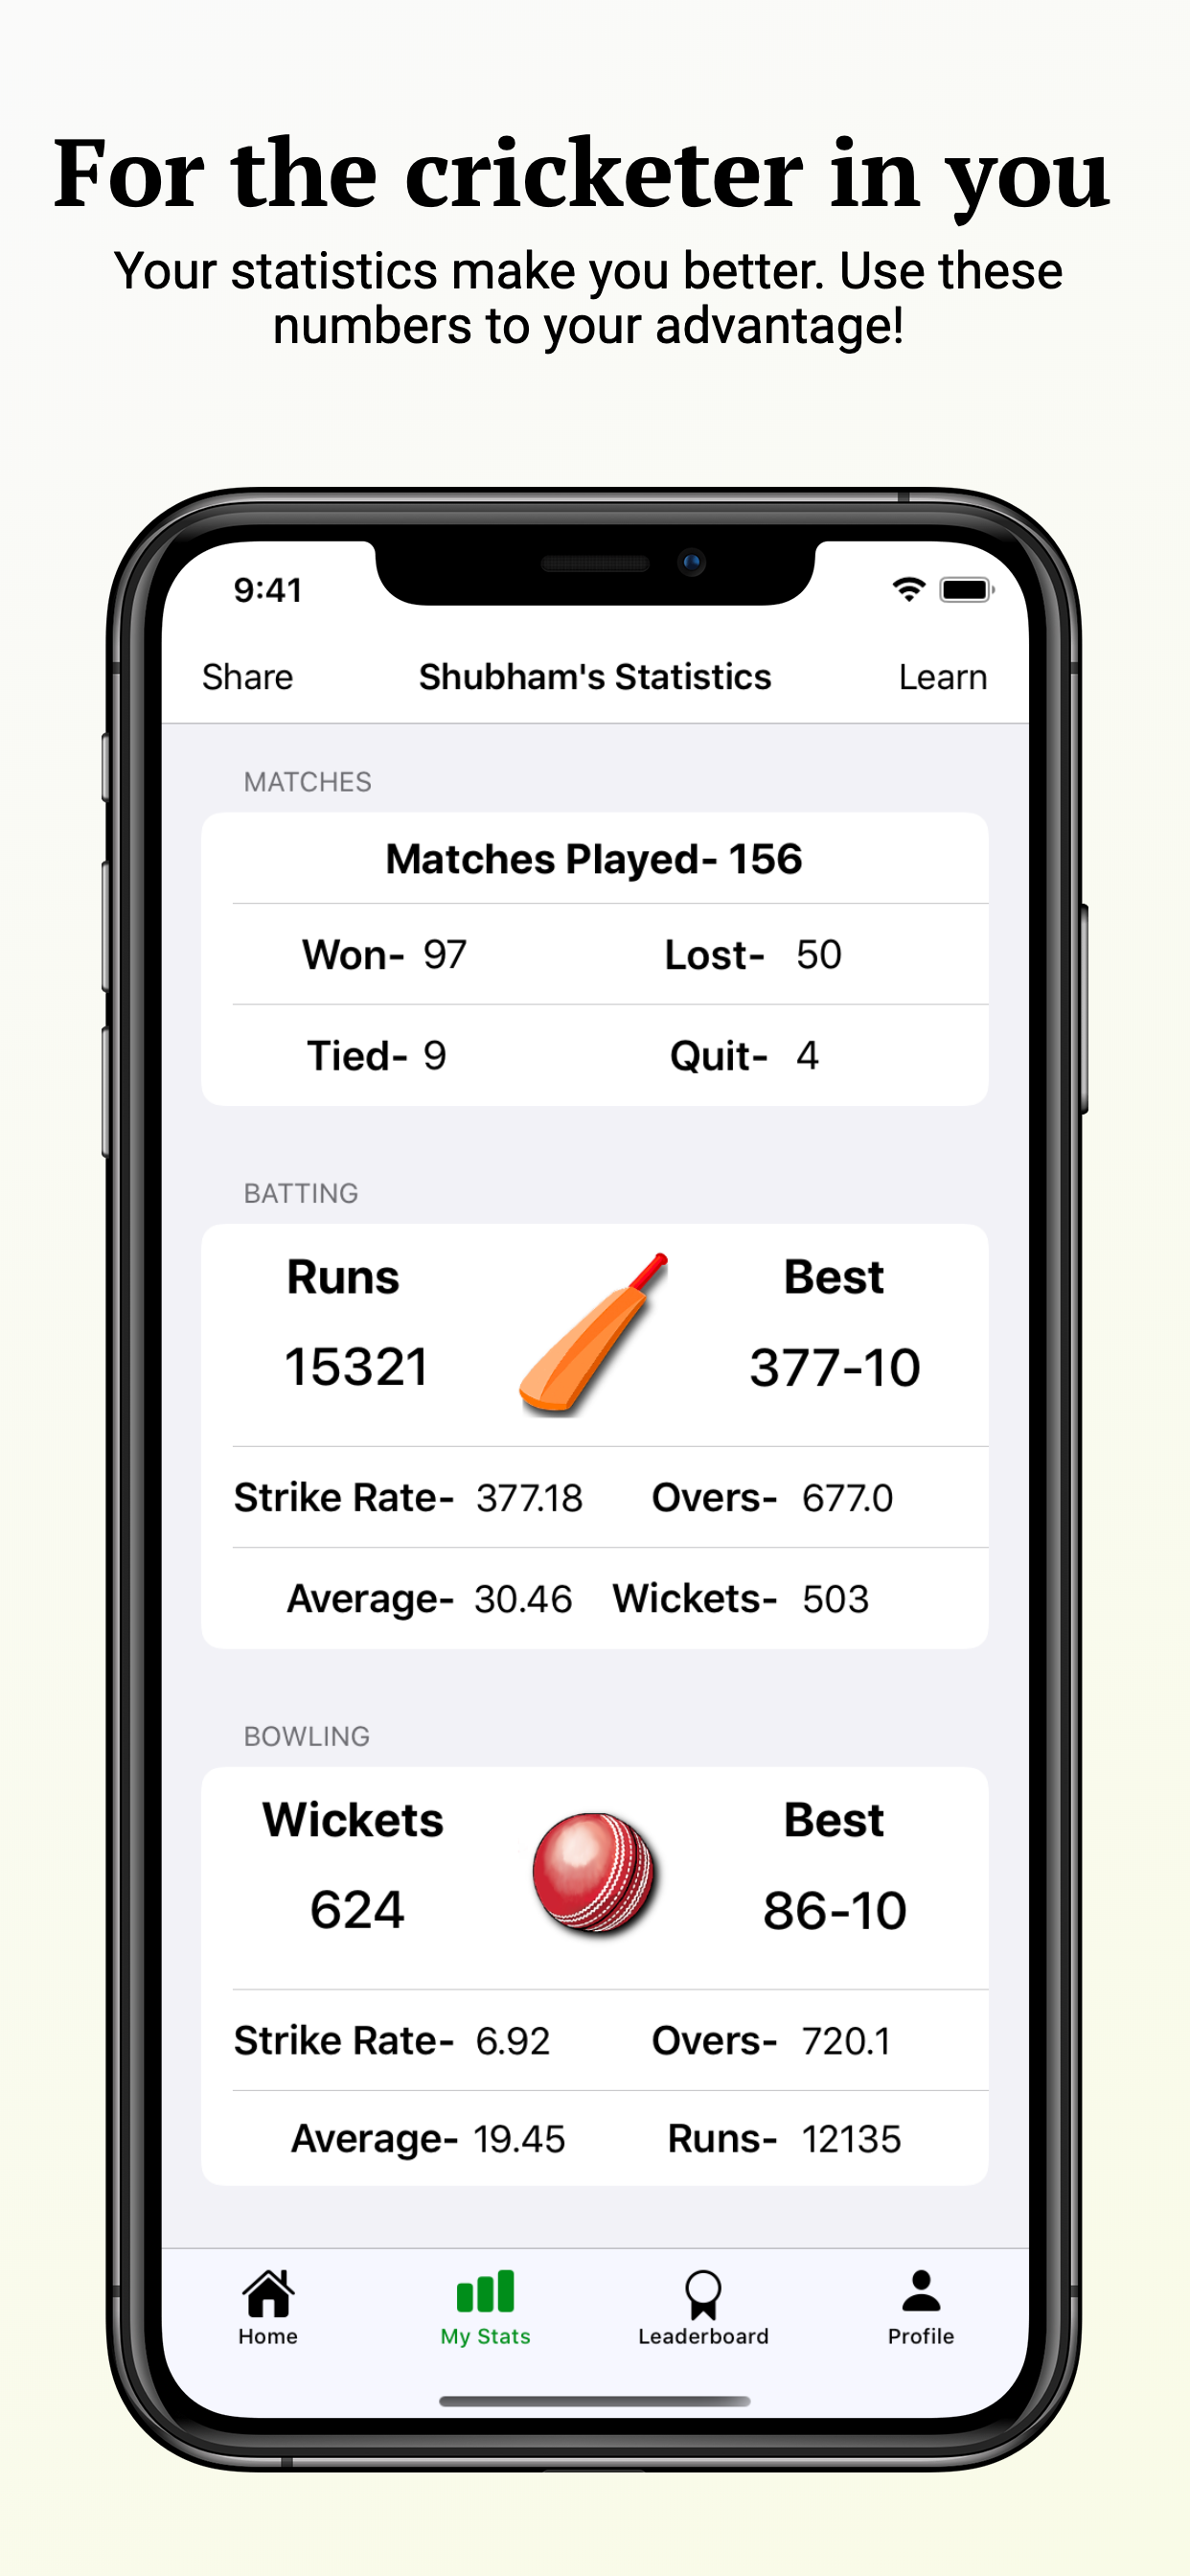 For the cricketer in you
Your statistics make you better. Use these
numbers to your advantage!
9:41
Share Shubham's Statistics Learn
MATCHES
Matches Played- 156
Won- 97 Lost- 50
Tied- 9 Quit- 4
BATTING
Runs Best
15321 377-10
Strike Rate- 377.18 Overs- 677.0
Average- 30.46 Wickets- 503
BOWLING
Wickets Best
624 86-10
Strike Rate- 6.92 Overs- 720.1
Average- 19.45 Runs- 12135
Home My Stats Leaderboard Profile